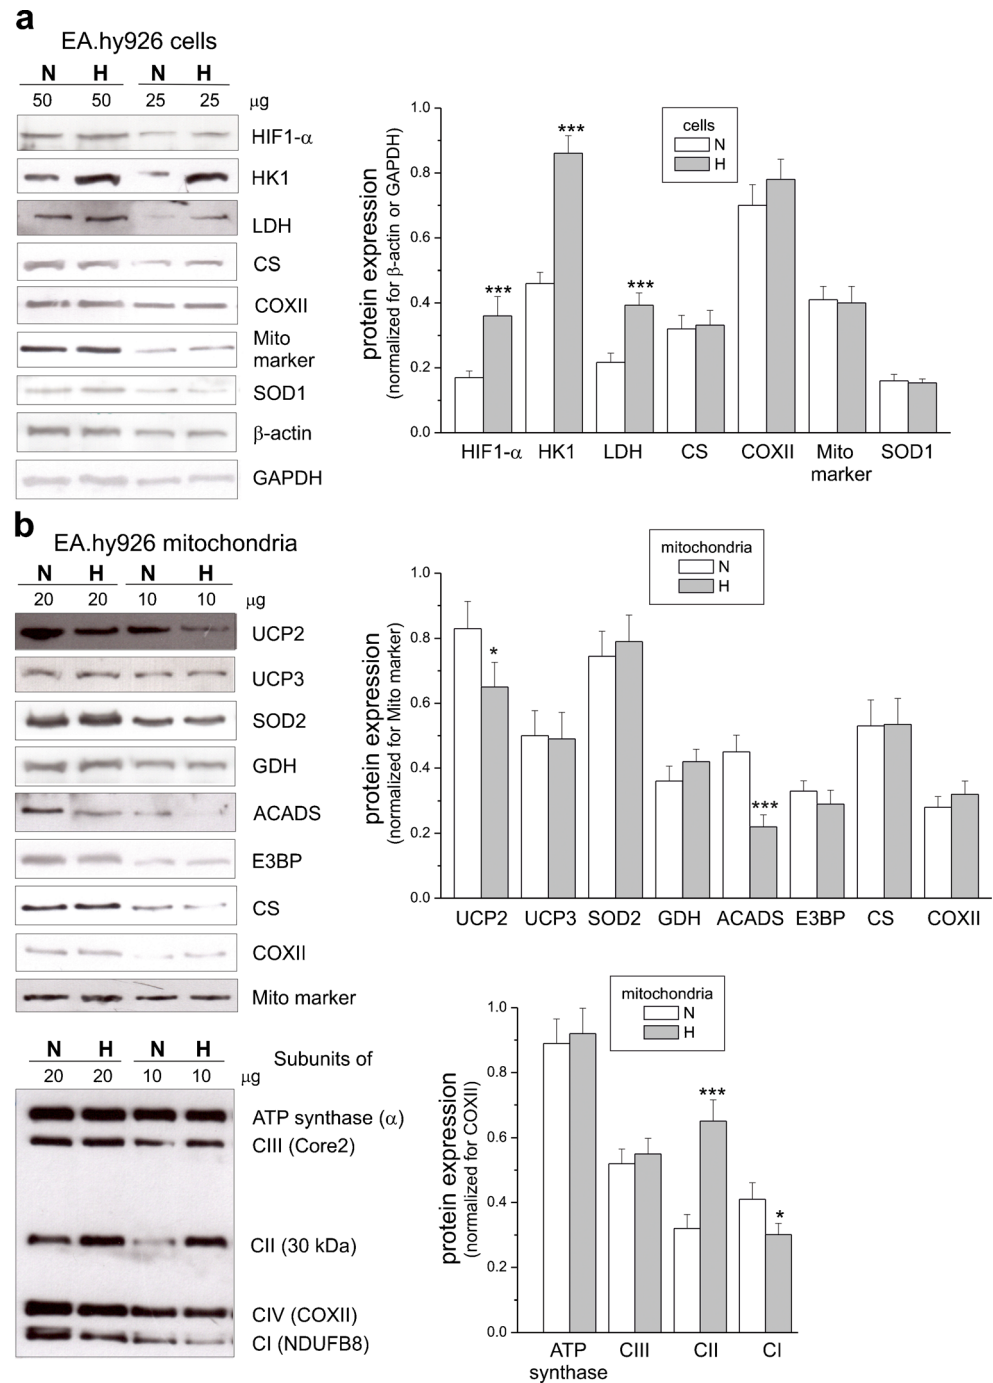 a
EA.hy926 cells
N H N H
50 50 25 25 μg
HIF1-α
HK1
LDH
CS
COXII
Mito
marker
SOD1
β-actin
GAPDH
protein expression
(normalized for β-actin or GAPDH)
1.0
0.8
0.6
0.4
0.2
0.0
cells
N
H
***
***
***
HIF1-α HK1 LDH CS COXII Mito marker SOD1
b
EA.hy926 mitochondria
N H N H
20 20 10 10 μg
UCP2
UCP3
SOD2
GDH
ACADS
E3BP
CS
COXII
Mito marker
protein expression
(normalized for Mito marker)
1.0
0.8
0.6
0.4
0.2
0.0
mitochondria
N
H
*
***
UCP2 UCP3 SOD2 GDH ACADS E3BP CS COXII
N H N H Subunits of
20 20 10 10 μg
ATP synthase (α)
CIII (Core2)
CII (30 kDa)
CIV (COXII)
CI (NDUFB8)
protein expression
(normalized for COXII)
1.0
0.8
0.6
0.4
0.2
0.0
mitochondria
N
H
***
*
ATP synthase CIII CII CI